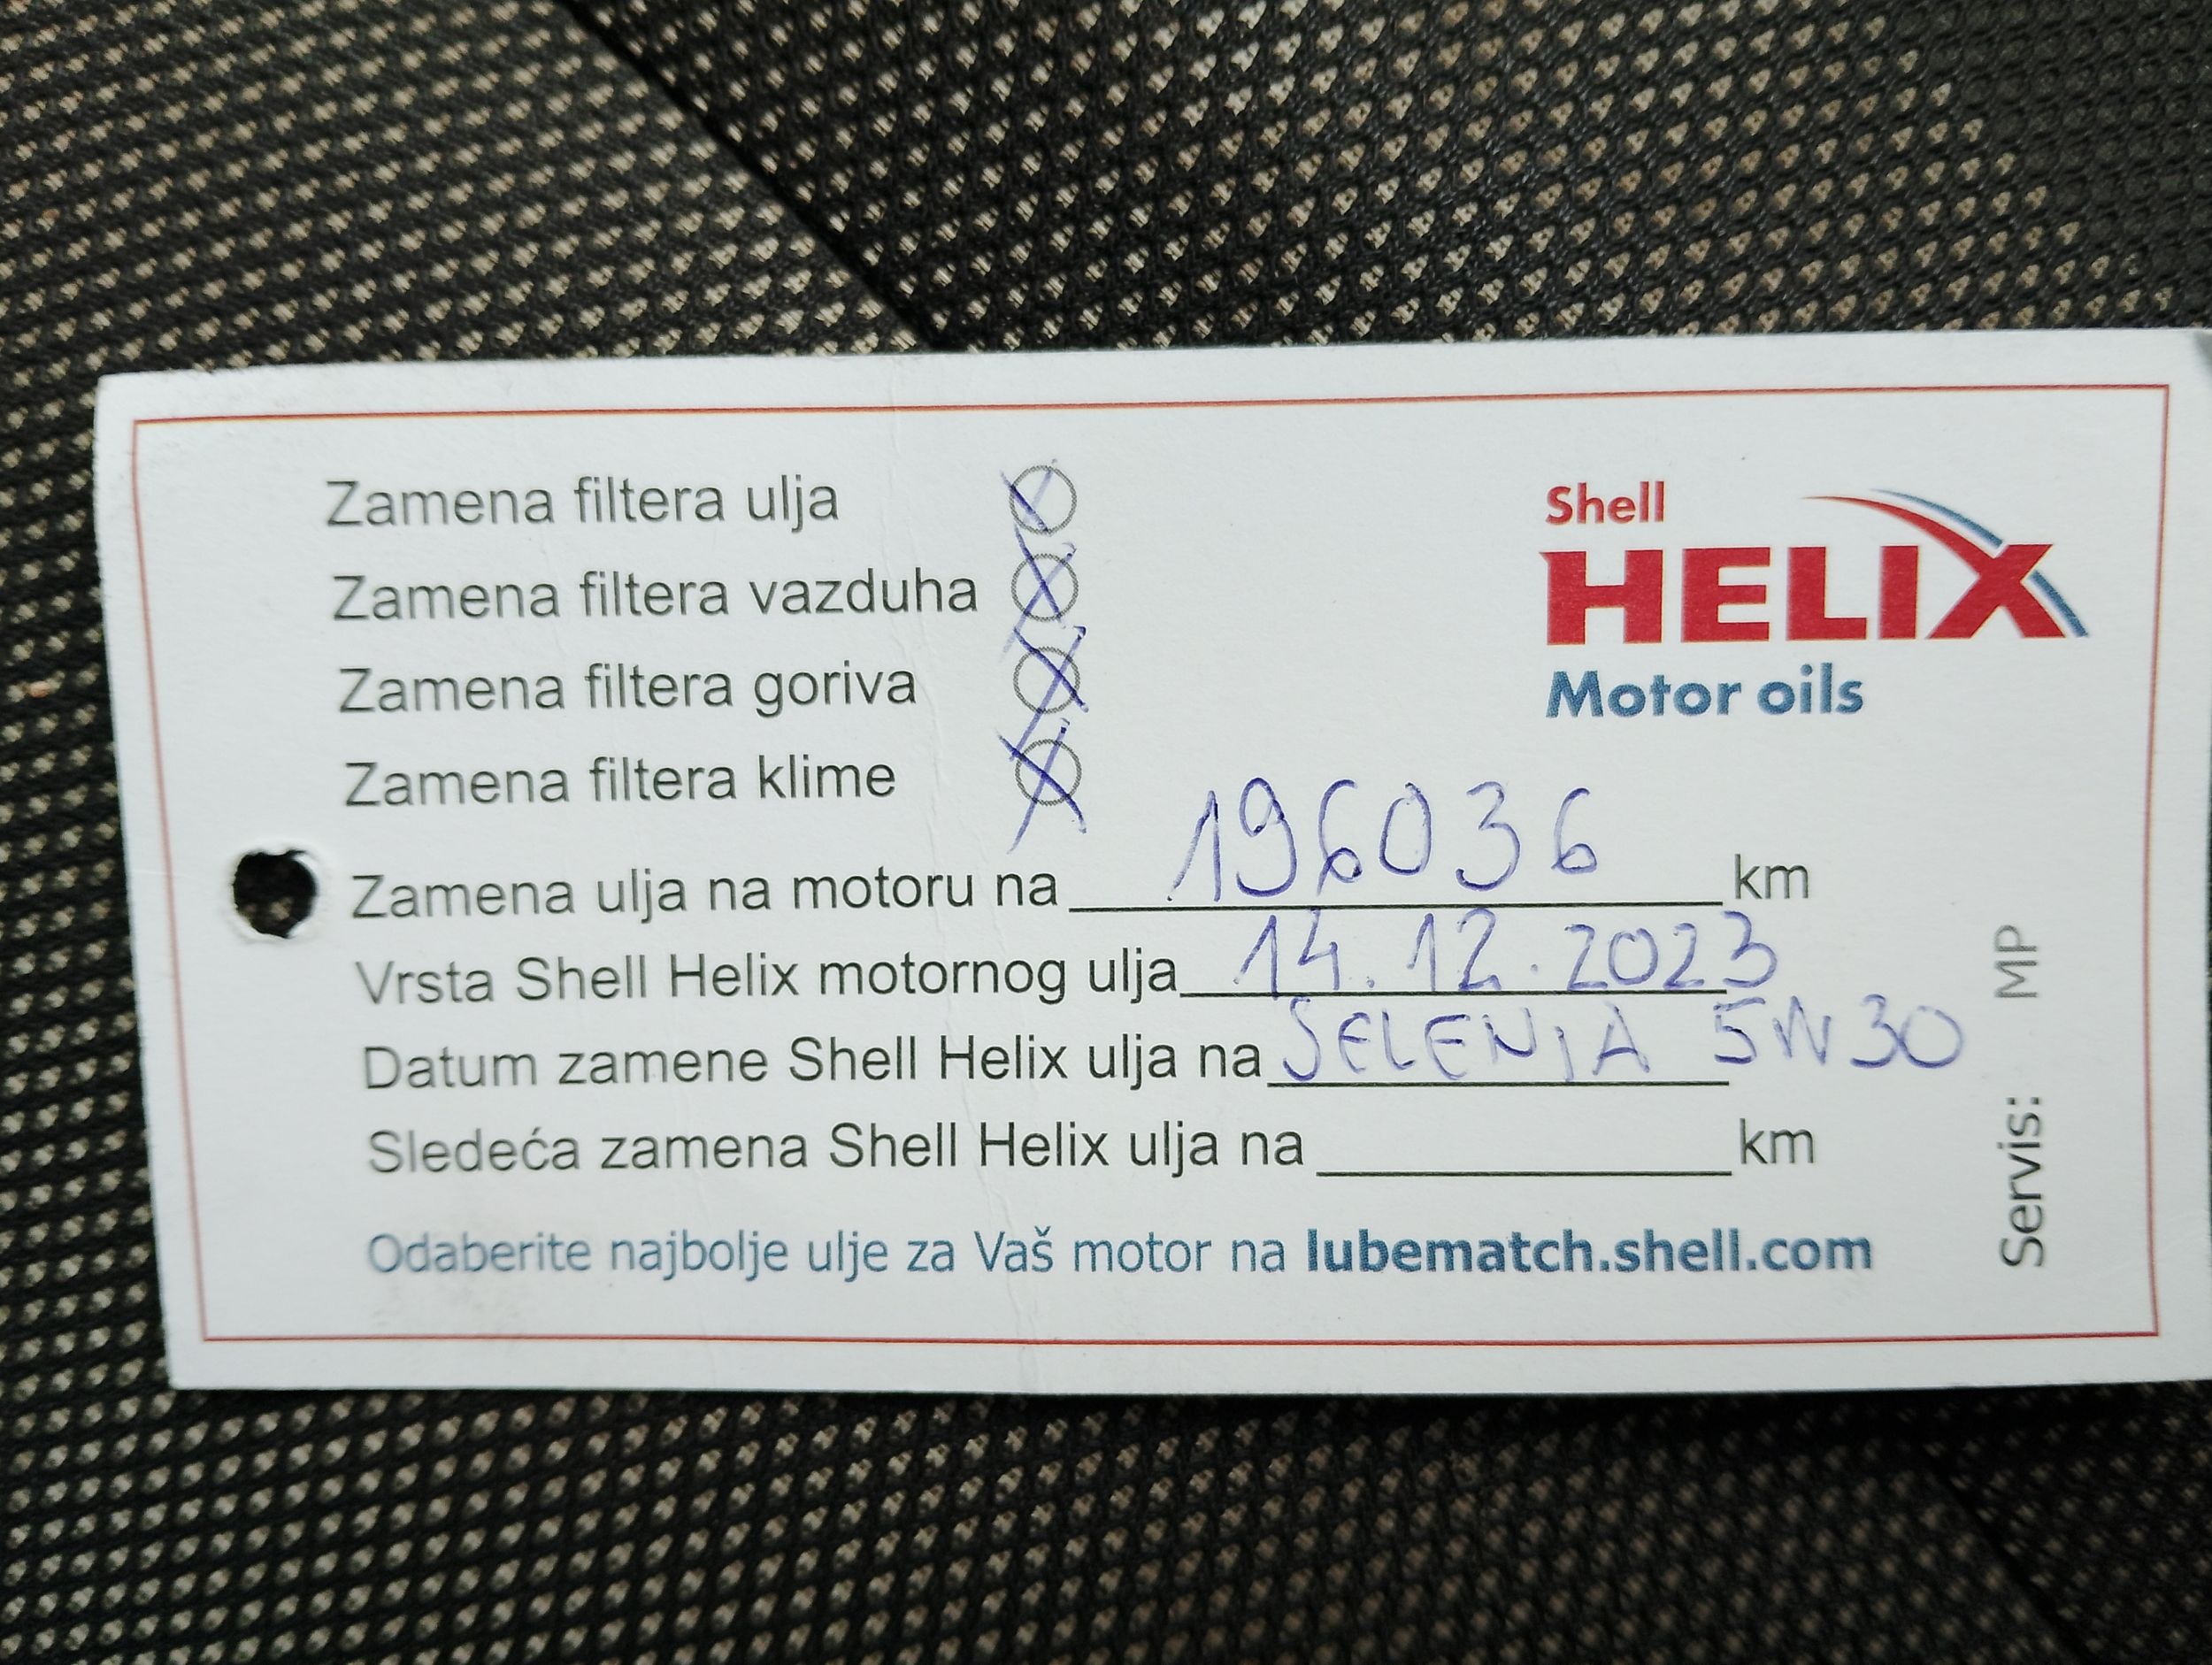 Zamena filtera ulja
Zamena filtera vazduha
Zamena filtera goriva
Zamena filtera klime
Shell
HELIX
Motor oils
Zamena ulja na motoru na 196036 km
Vrsta Shell Helix motornog ulja 14.12.2023
Datum zamene Shell Helix ulja na SELENIA 5W30
Sledeća zamena Shell Helix ulja na km
Odaberite najbolje ulje za Vaš motor na lubematch.shell.com
Servis: MP